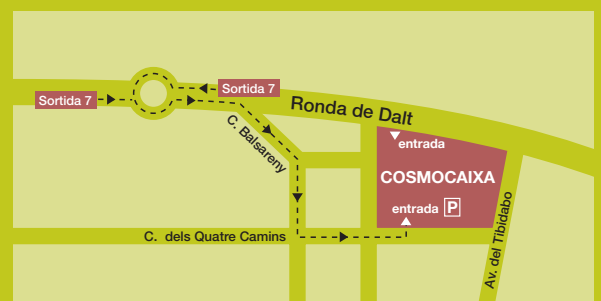 Sortida 7
Sortida 7
Ronda de Dalt
C. Balsareny
entrada
COSMOCAIXA
entrada P
C. dels Quatre Camins
Av. del Tibidabo